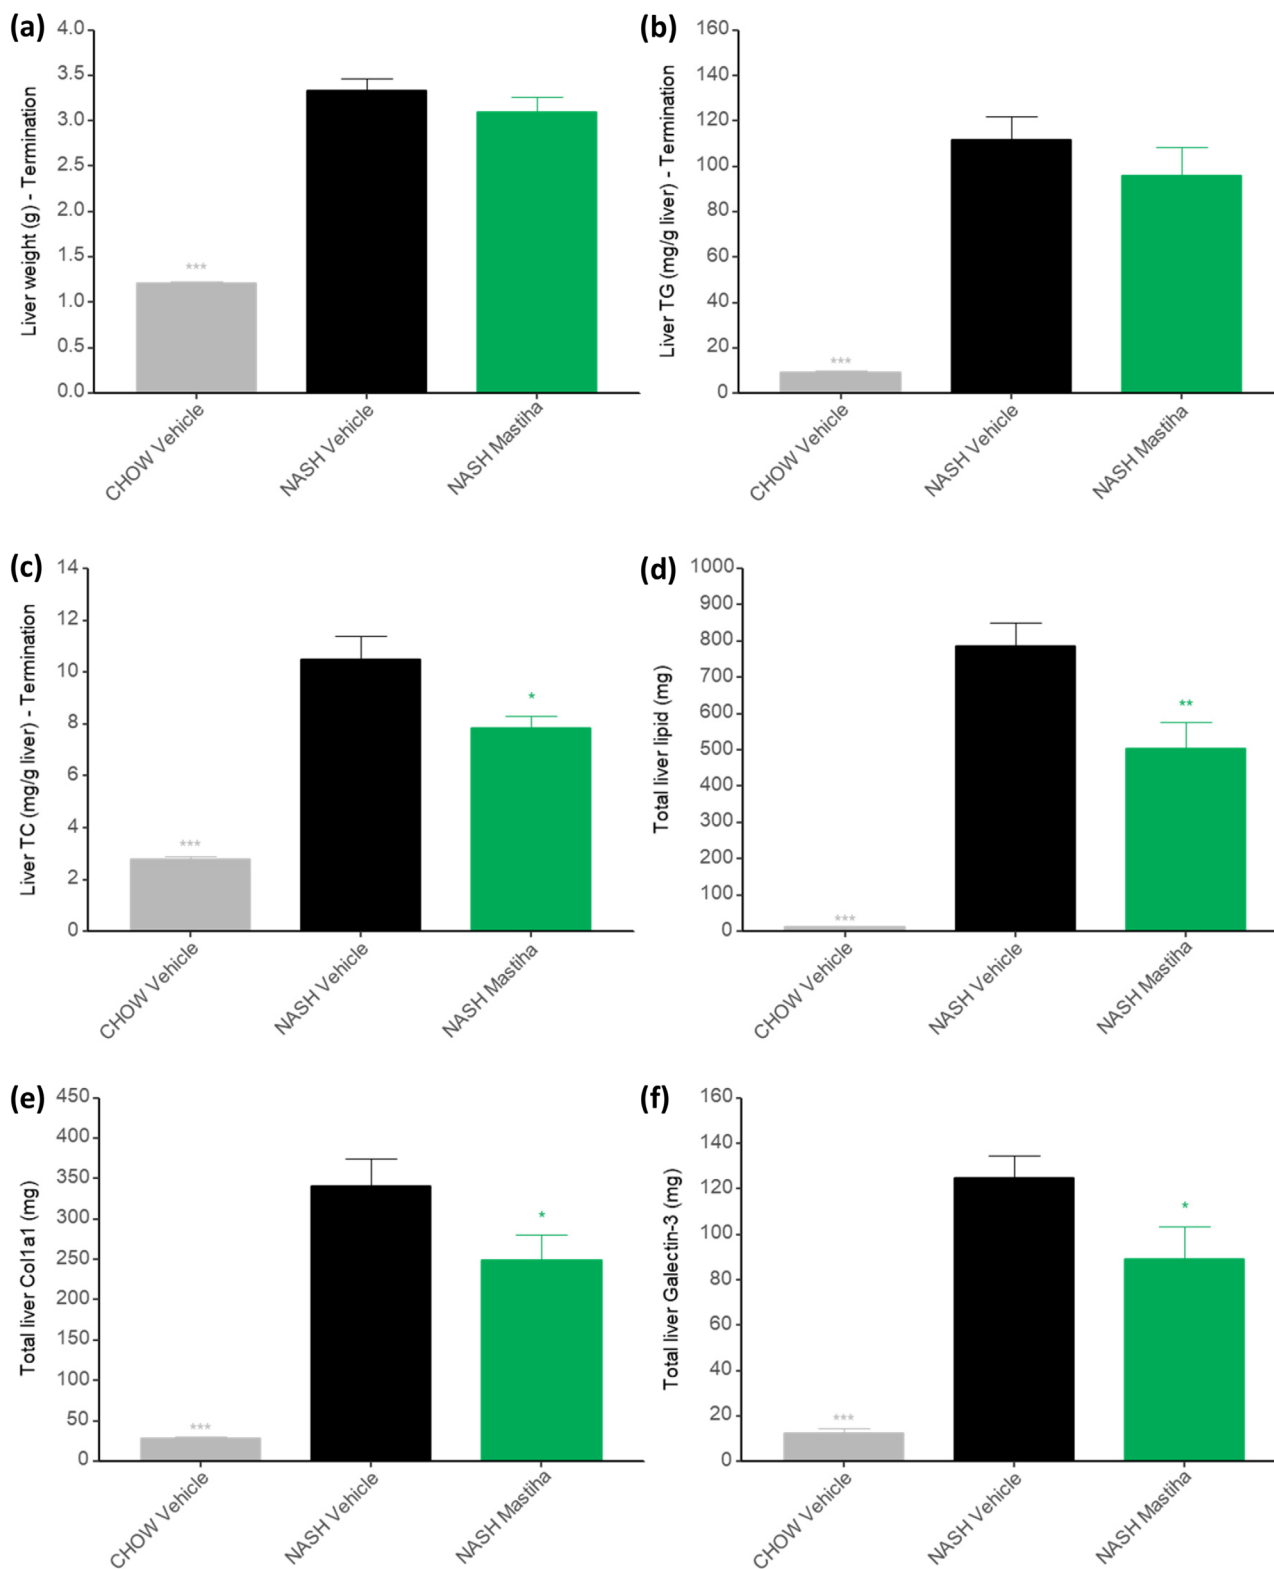 (a)
Liver weight (g) - Termination
4.0
3.5
3.0
2.5
2.0
1.5
1.0
0.5
0.0
***
CHOW Vehicle
NASH Vehicle
NASH Mastiha
(b)
Liver TG (mg/g liver) - Termination
160
140
120
100
80
60
40
20
0
***
CHOW Vehicle
NASH Vehicle
NASH Mastiha
(c)
Liver TC (mg/g liver) - Termination
14
12
10
8
6
4
2
0
***
*
CHOW Vehicle
NASH Vehicle
NASH Mastiha
(d)
Total liver lipid (mg)
1000
900
800
700
600
500
400
300
200
100
0
***
**
CHOW Vehicle
NASH Vehicle
NASH Mastiha
(e)
Total liver Col1a1 (mg)
450
400
350
300
250
200
150
100
50
0
***
*
CHOW Vehicle
NASH Vehicle
NASH Mastiha
(f)
Total liver Galectin-3 (mg)
160
140
120
100
80
60
40
20
0
***
*
CHOW Vehicle
NASH Vehicle
NASH Mastiha